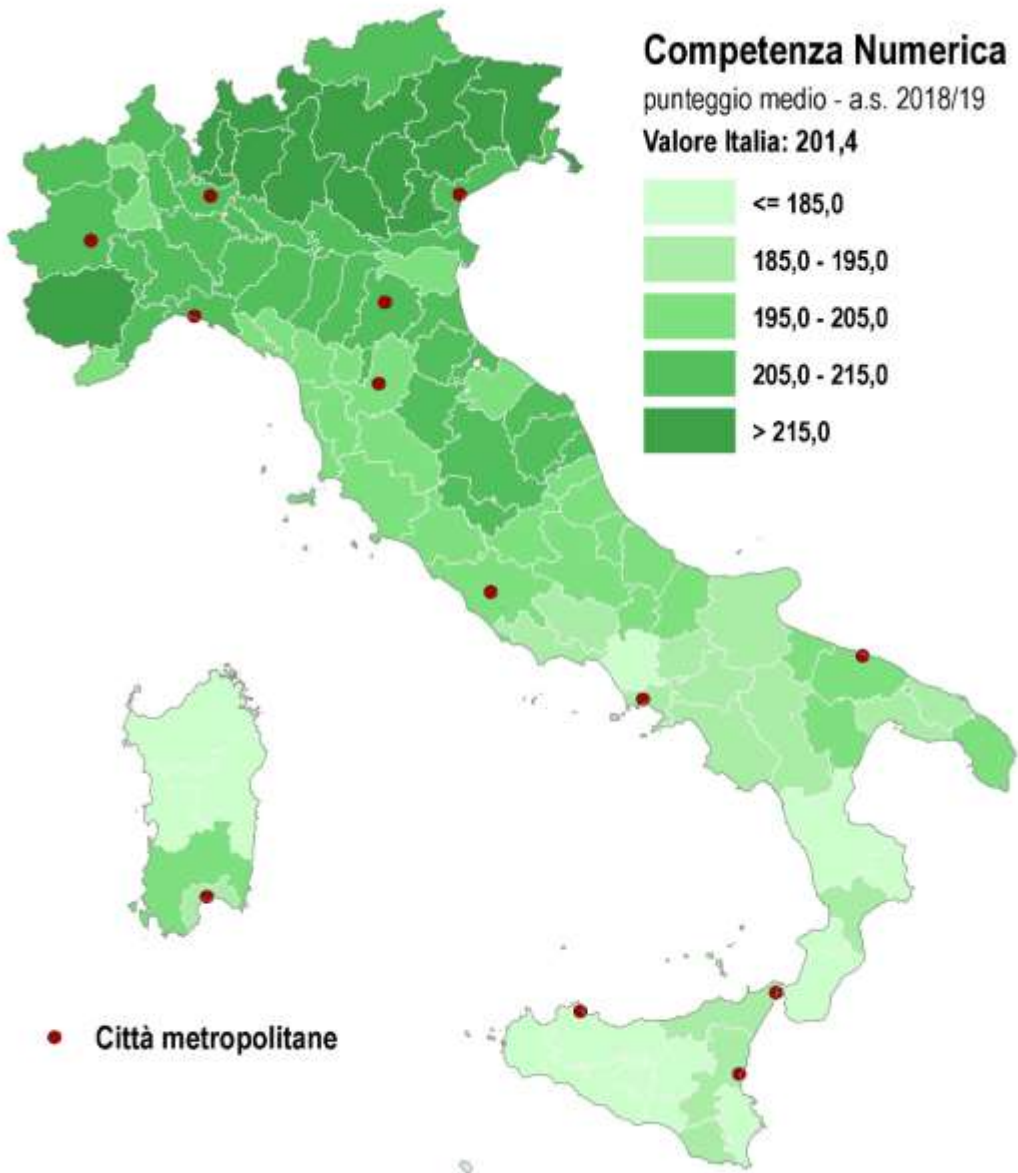 Competenza Numerica
punteggio medio - a.s. 2018/19
Valore Italia: 201,4
<= 185,0
185,0 - 195,0
195,0 - 205,0
205,0 - 215,0
> 215,0
Città metropolitane